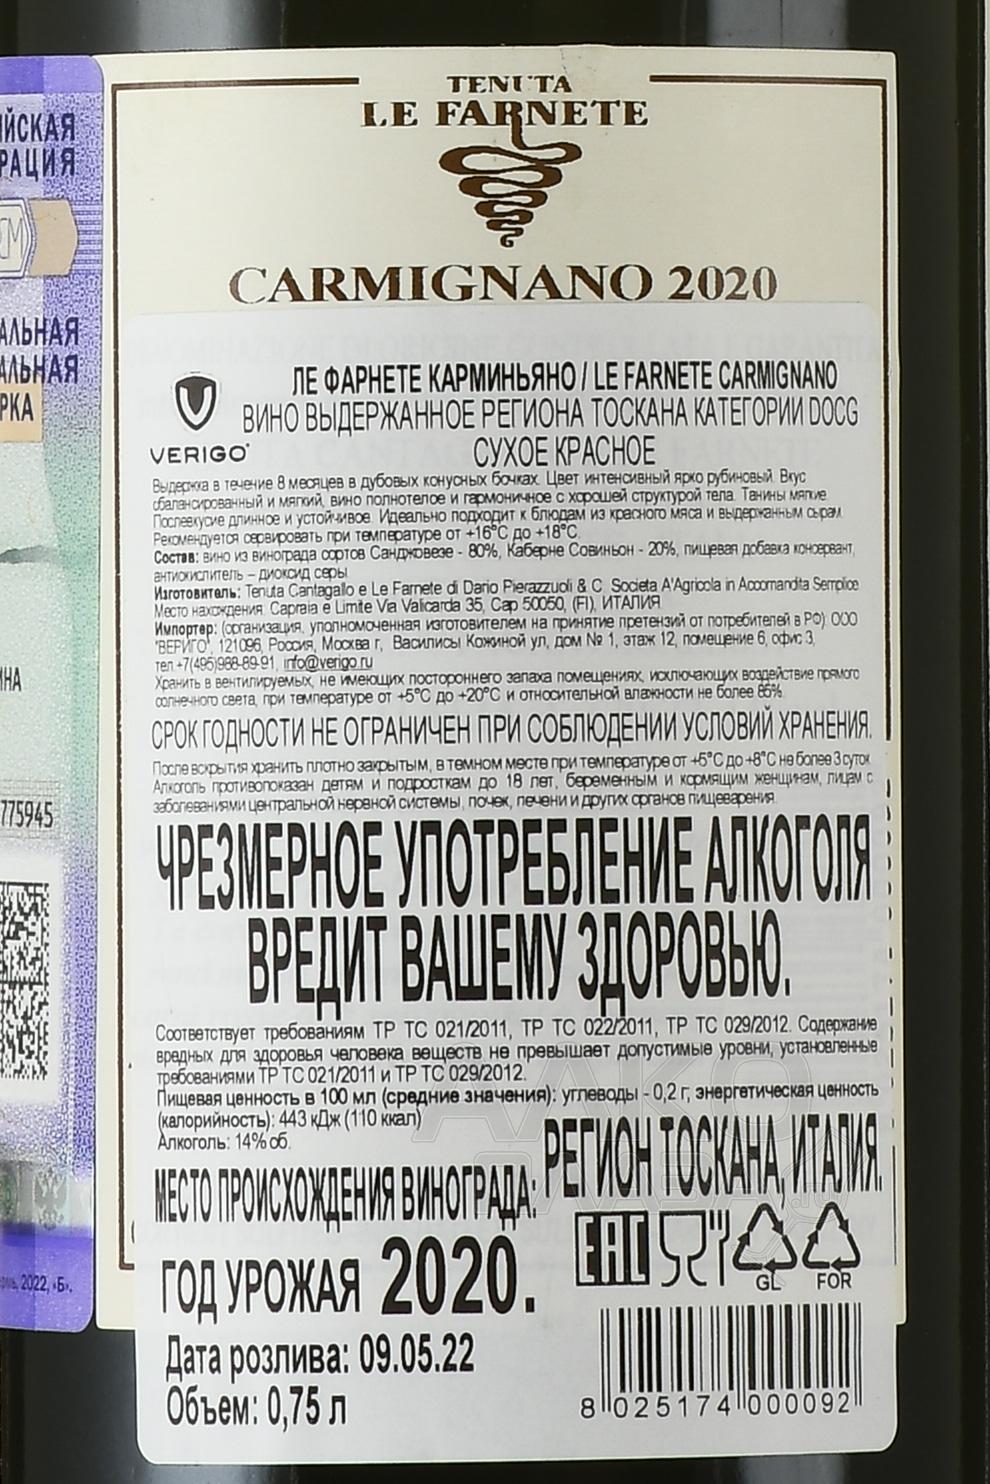 TENUTA
LE FARNETE
CARMIGNANO 2020
VERIGO
ЛЕ ФАРНЕТЕ КАРМИНЬЯНО / LE FARNETE CARMIGNANO
ВИНО ВЫДЕРЖАННОЕ РЕГИОНА ТОСКАНА КАТЕГОРИИ DOCG
СУХОЕ КРАСНОЕ
Выдержка в течение 8 месяцев в дубовых конусных бочках. Цвет интенсивный ярко рубиновый. Вкус
сбалансированный и мягкий, вино полнотелое и гармоничное с хорошей структурой тела. Танины мягкие.
Послевкусие длинное и устойчивое. Идеально подходит к блюдам из красного мяса и выдержанным сырам.
Рекомендуется сервировать при температуре от +16°С до +18°С.
Состав: вино из винограда сортов Санджовезе - 80%, Каберне Совиньон - 20%, пищевая добавка консервант,
антиокислитель – диоксид серы
Изготовитель: Tenuta Cantagallo e Le Farnete di Dario Pierazzuoli & C. Societa A'Agricola in Accomandita Semplice
Место нахождения: Capraia e Limite Via Valicarda 35, Cap 50050, (FI), ИТАЛИЯ
Импортер: (организация, уполномоченная изготовителем на принятие претензий от потребителей в РФ): ООО
"ВЕРИГО", 121096, Россия, Москва г, Василисы Кожиной ул, дом № 1, этаж 12, помещение 6, офис 3,
тел.+7(495)988-89-91, info@verigo.ru
Хранить в вентилируемых, не имеющих постороннего запаха помещениях, исключающих воздействие прямого
солнечного света, при температуре от +5°С до +20°С и относительной влажности не более 85%.
СРОК ГОДНОСТИ НЕ ОГРАНИЧЕН ПРИ СОБЛЮДЕНИИ УСЛОВИЙ ХРАНЕНИЯ.
После вскрытия хранить плотно закрытым, в темном месте при температуре от +5°С до +8°С не более 3 суток
Алкоголь противопоказан детям и подросткам до 18 лет, беременным и кормящим женщинам, лицам с
заболеваниями центральной нервной системы, почек, печени и других органов пищеварения.
ЧРЕЗМЕРНОЕ УПОТРЕБЛЕНИЕ АЛКОГОЛЯ
ВРЕДИТ ВАШЕМУ ЗДОРОВЬЮ.
Соответствует требованиям ТР ТС 021/2011, ТР ТС 022/2011, ТР ТС 029/2012. Содержание
вредных для здоровья человека веществ не превышает допустимые уровни, установленные
требованиями ТР ТС 021/2011 и ТР ТС 029/2012.
Пищевая ценность в 100 мл (средние значения): углеводы - 0,2 г, энергетическая ценность
(калорийность): 443 кДж (110 ккал)
Алкоголь: 14% об.
МЕСТО ПРОИСХОЖДЕНИЯ ВИНОГРАДА: РЕГИОН ТОСКАНА, ИТАЛИЯ.
ГОД УРОЖАЯ 2020.
EAC
GL
FOR
Дата розлива: 09.05.22
Объем: 0,75 л
8 025174 000092
775945
2022, «Б».